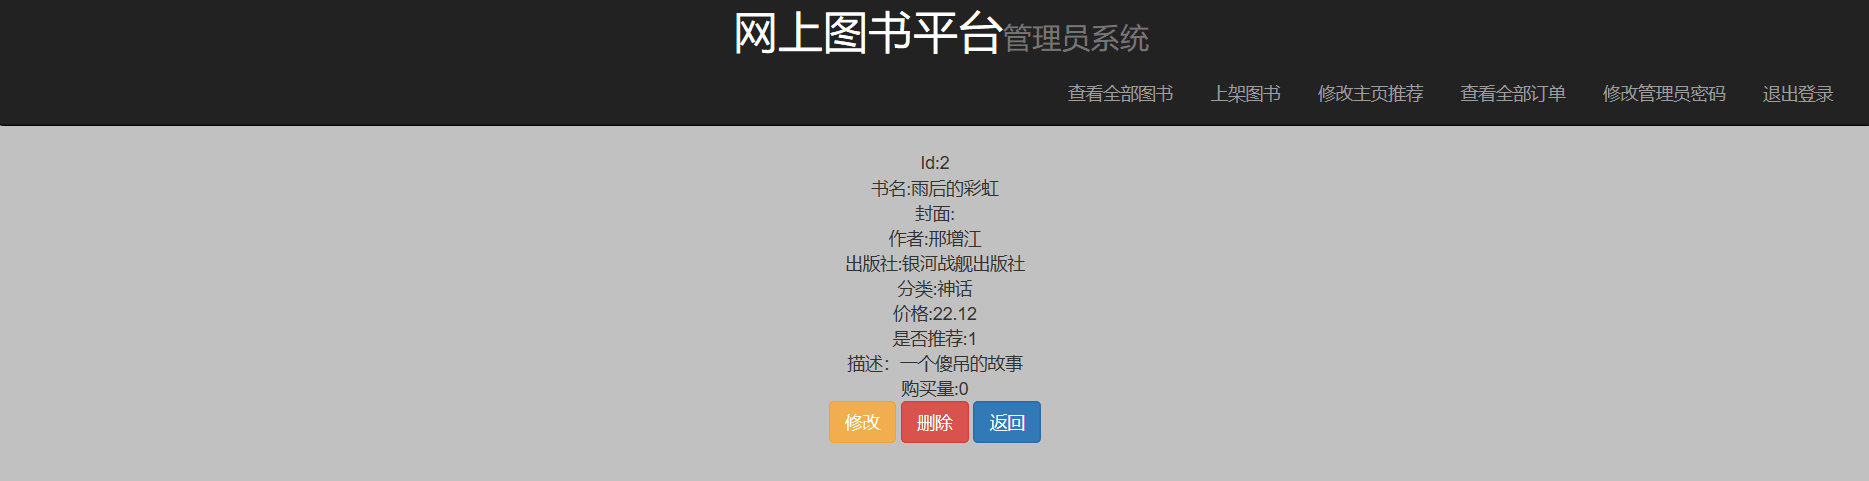 网上图书平台管理员系统
查看全部图书 上架图书 修改主页推荐 查看全部订单 修改管理员密码 退出登录
Id:2
书名:雨后的彩虹
封面:
作者:邢增江
出版社:银河战舰出版社
分类:神话
价格:22.12
是否推荐:1
描述：一个傻吊的故事
购买量:0
修改 删除 返回